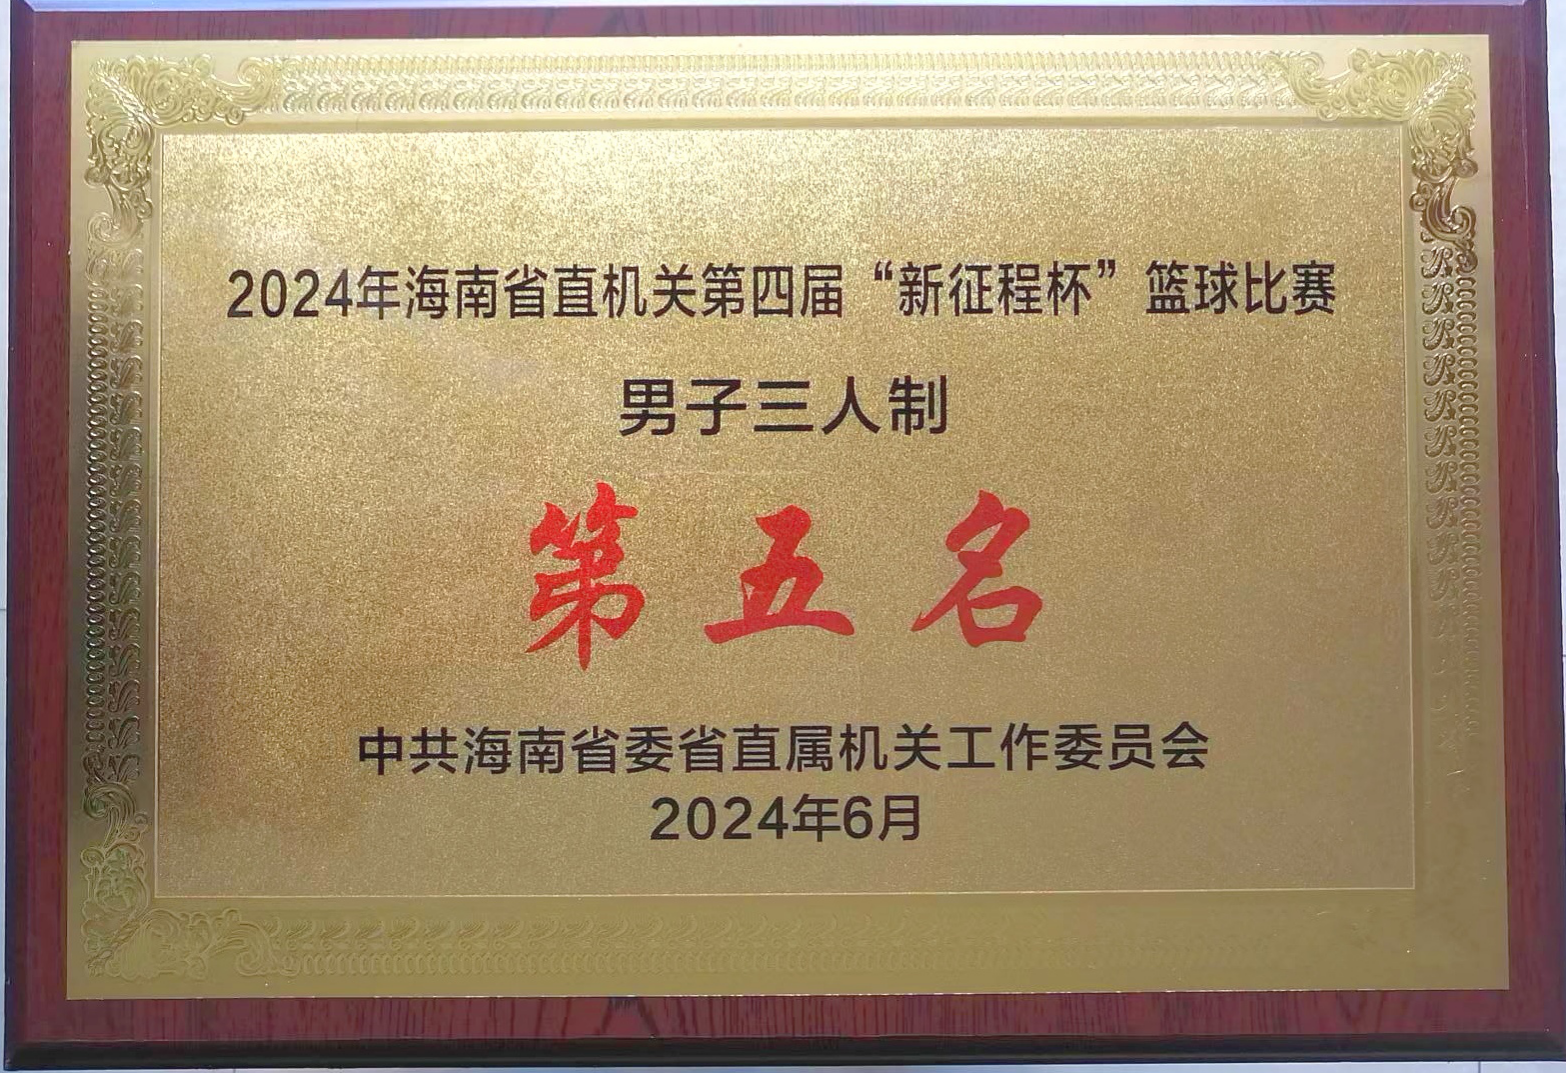 2024年海南省直机关第四届“新征程杯”篮球比赛
男子三人制
第五名
中共海南省委省直属机关工作委员会
2024年6月